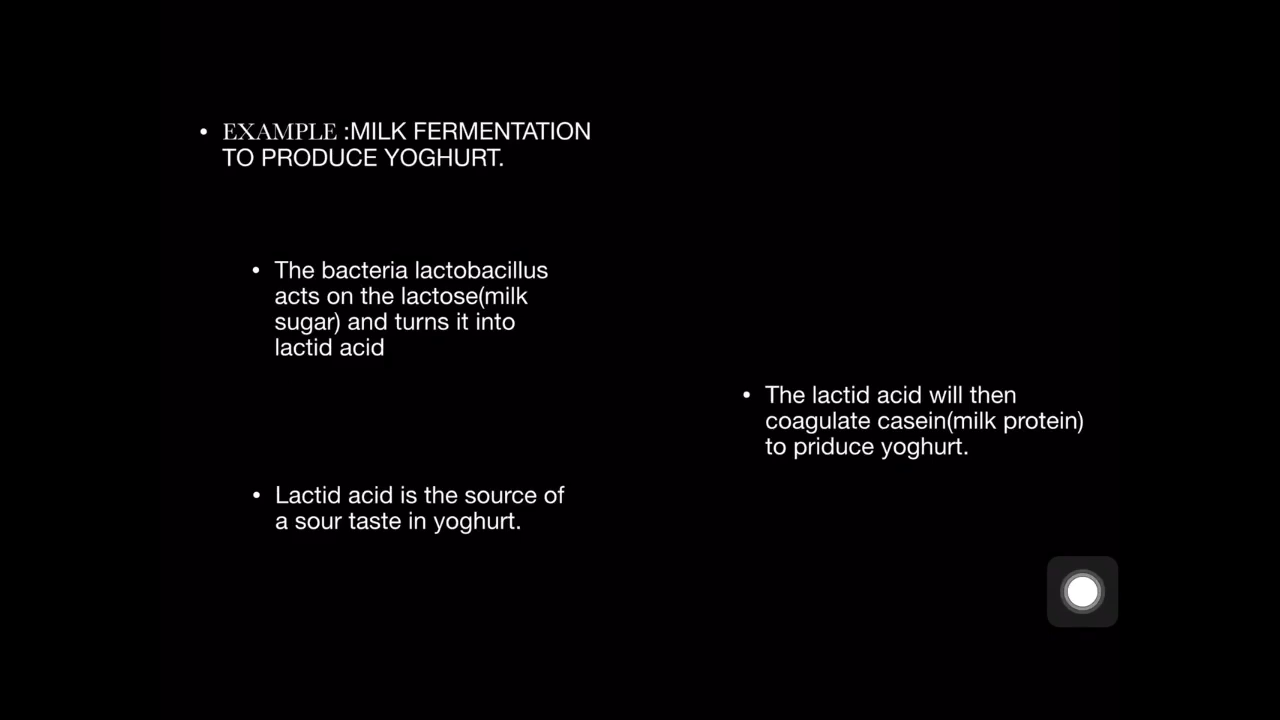 • EXAMPLE :MILK FERMENTATION
TO PRODUCE YOGHURT.
• The bacteria lactobacillus
acts on the lactose(milk
sugar) and turns it into
lactid acid
• Lactid acid is the source of
a sour taste in yoghurt.
• The lactid acid will then
coagulate casein(milk protein)
to priduce yoghurt.